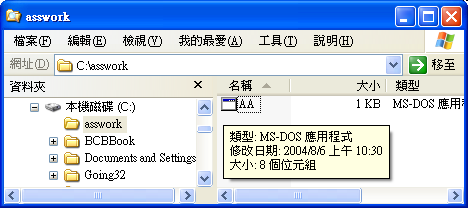 asswork
檔案(F) 編輯(E) 檢視(V) 我的最愛(A) 工具(T) 說明(H)
網址(D) C:\asswork 移至
資料夾 名稱 大小 類型
本機磁碟 (C:)
asswork
BCBBook
Documents and Settings
Going32
AA 1 KB MS-DOS 應用
類型: MS-DOS 應用程式
修改日期: 2004/8/6 上午 10:30
大小: 8 個位元組